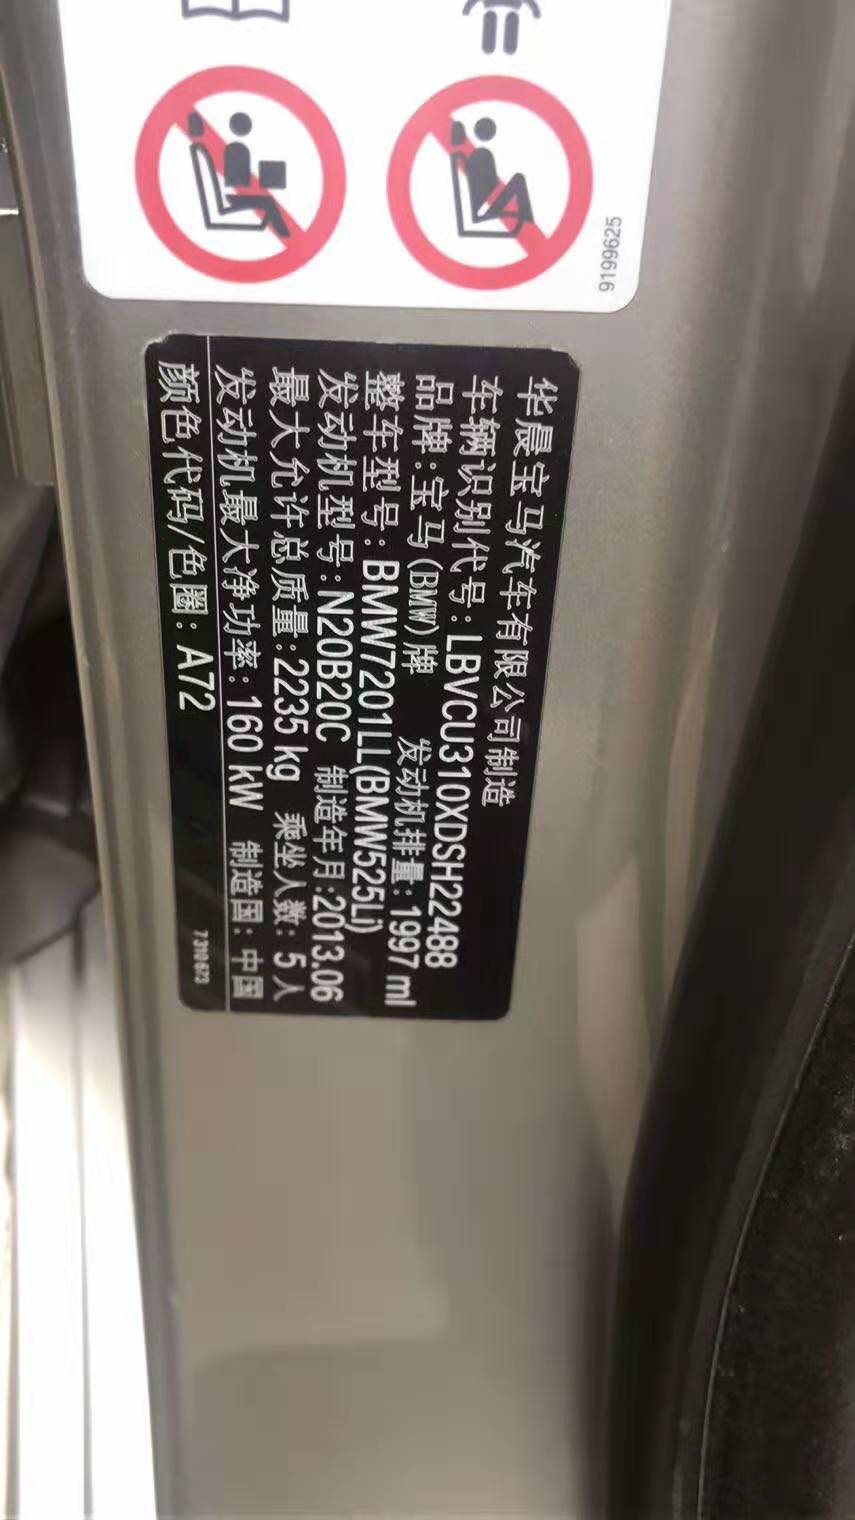 9199625
华晨宝马汽车有限公司制造
车辆识别代号：LBVCU310XDSH22488
品牌：宝马(BMW)牌 发动机排量：1997 ml
整车型号：BMW7201LL(BMW525Li)
发动机型号：N20B20C 制造年月：2013.06
最大允许总质量：2235 kg 乘坐人数：5人
发动机最大净功率：160 kW 制造国：中国
颜色代码/色圈：A72
7 310 673